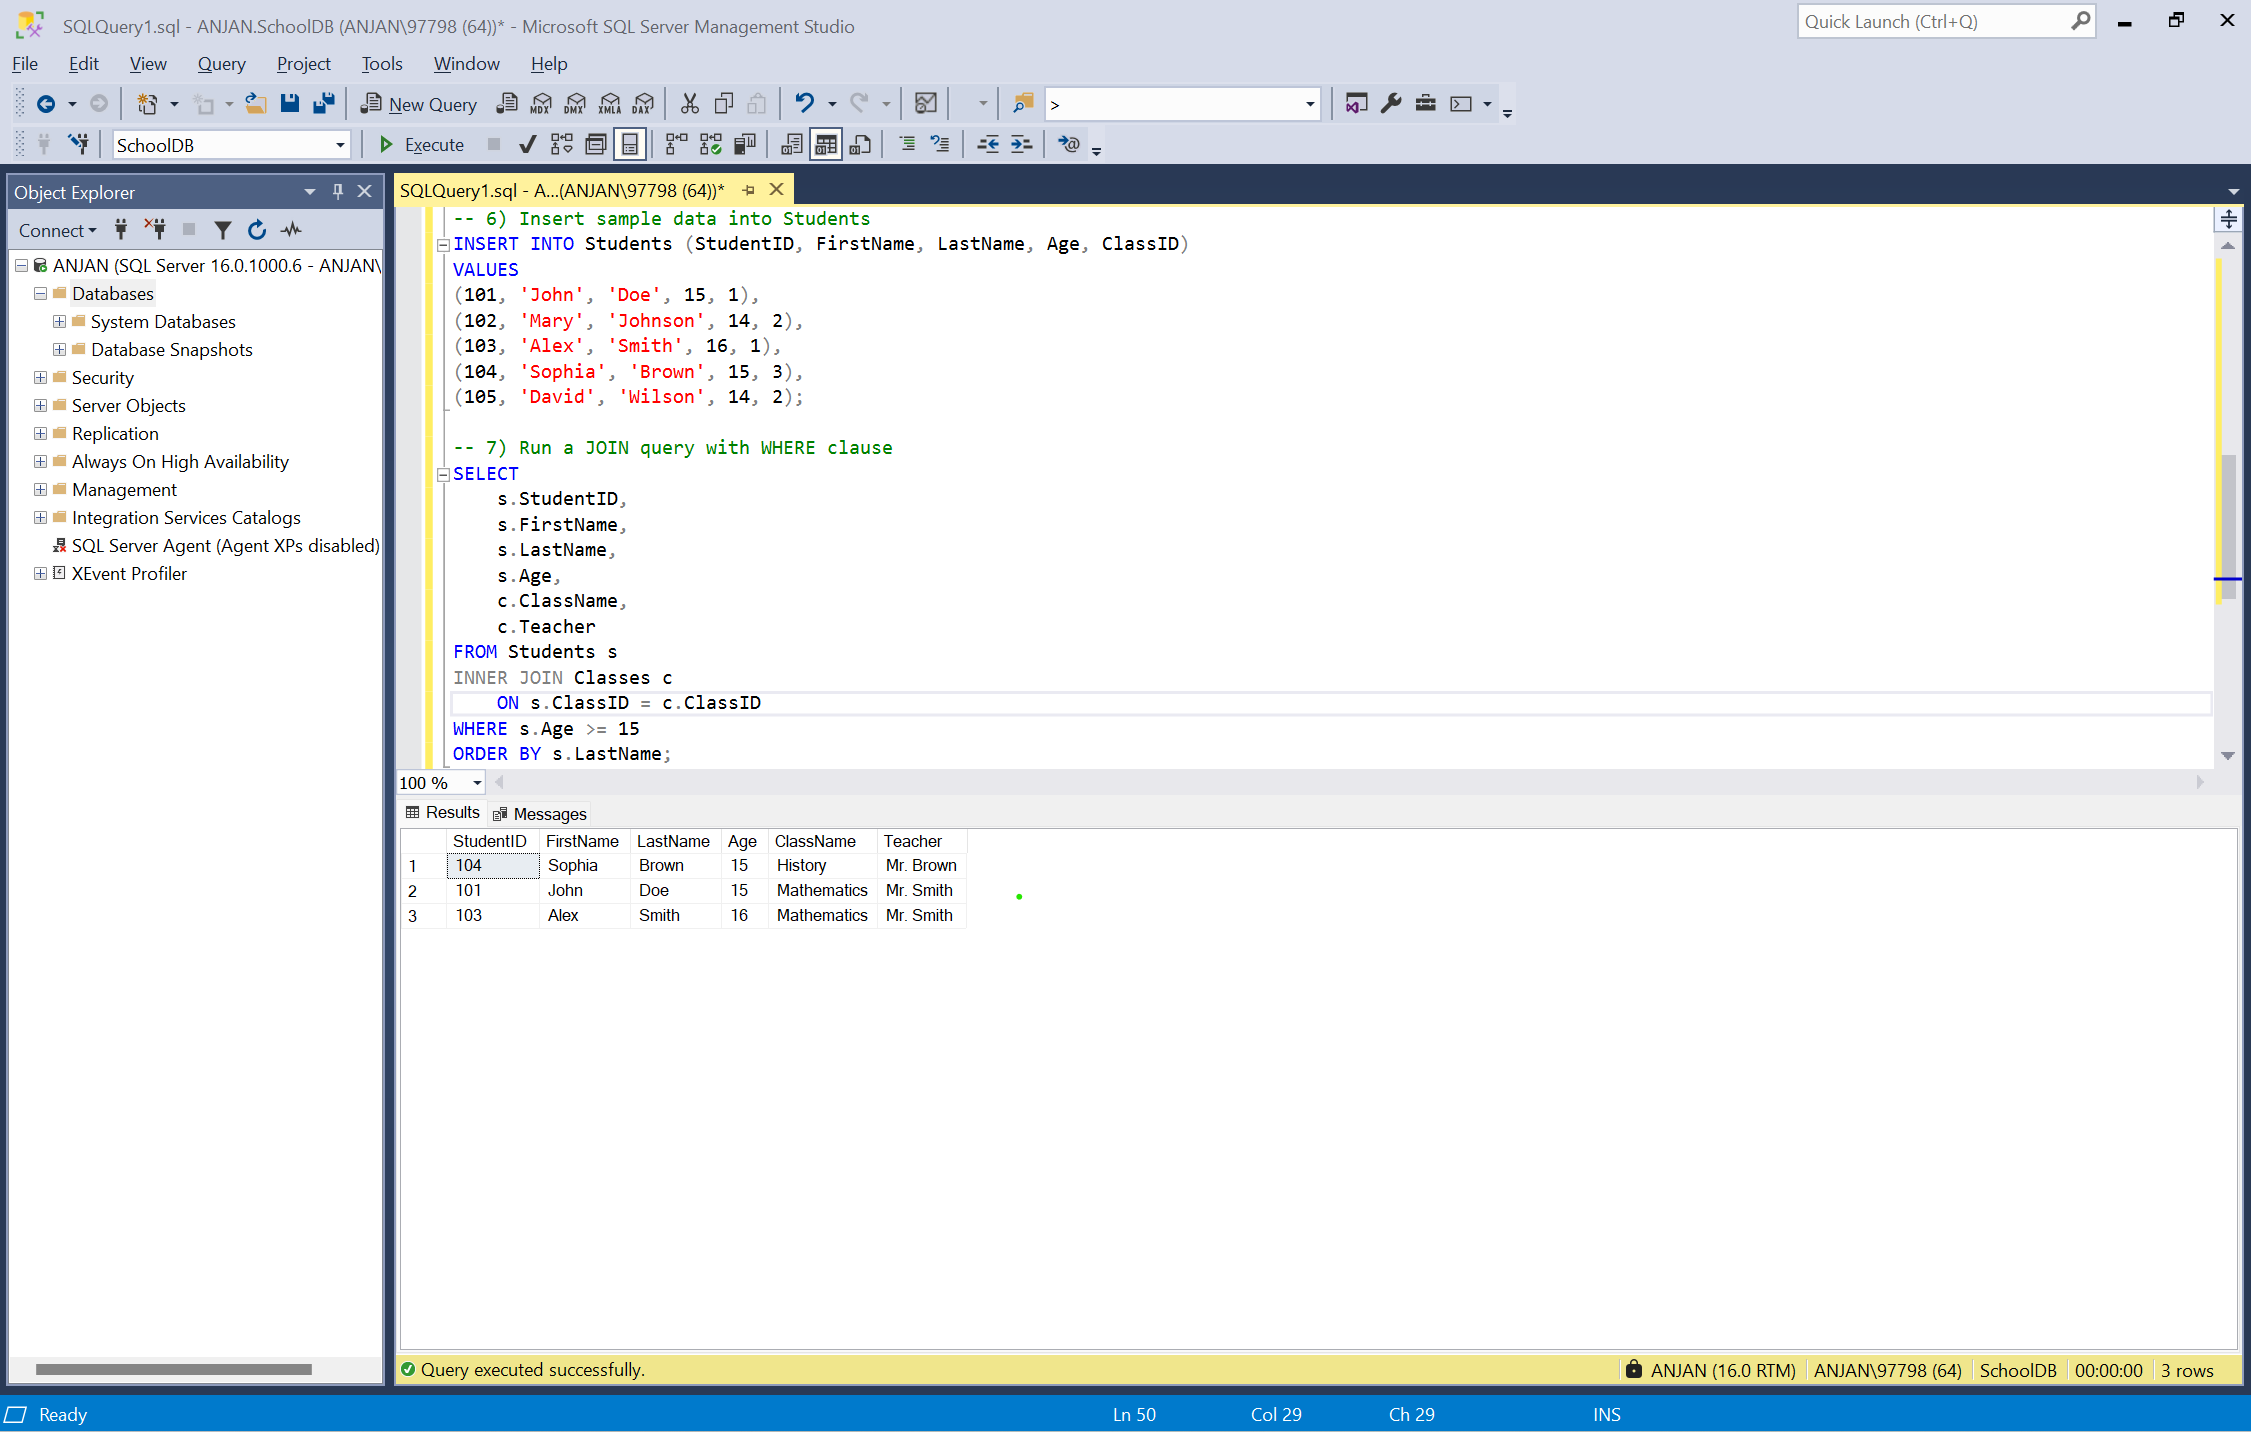 SQLQuery1.sql - ANJAN.SchoolDB (ANJAN\97798 (64))* - Microsoft SQL Server Management Studio
Quick Launch (Ctrl+Q)
File Edit View Query Project Tools Window Help
New Query MDX DMX XMLA DAX >
SchoolDB Execute
Object Explorer
Connect
ANJAN (SQL Server 16.0.1000.6 - ANJAN\
Databases
System Databases
Database Snapshots
Security
Server Objects
Replication
Always On High Availability
Management
Integration Services Catalogs
SQL Server Agent (Agent XPs disabled)
XEvent Profiler
SQLQuery1.sql - A...(ANJAN\97798 (64))*
-- 6) Insert sample data into Students
INSERT INTO Students (StudentID, FirstName, LastName, Age, ClassID)
VALUES
(101, 'John', 'Doe', 15, 1),
(102, 'Mary', 'Johnson', 14, 2),
(103, 'Alex', 'Smith', 16, 1),
(104, 'Sophia', 'Brown', 15, 3),
(105, 'David', 'Wilson', 14, 2);
-- 7) Run a JOIN query with WHERE clause
SELECT
s.StudentID,
s.FirstName,
s.LastName,
s.Age,
c.ClassName,
c.Teacher
FROM Students s
INNER JOIN Classes c
ON s.ClassID = c.ClassID
WHERE s.Age >= 15
ORDER BY s.LastName;
100 %
Results Messages
StudentID FirstName LastName Age ClassName Teacher
1 104 Sophia Brown 15 History Mr. Brown
2 101 John Doe 15 Mathematics Mr. Smith
3 103 Alex Smith 16 Mathematics Mr. Smith
Query executed successfully. ANJAN (16.0 RTM) ANJAN\97798 (64) SchoolDB 00:00:00 3 rows
Ready Ln 50 Col 29 Ch 29 INS